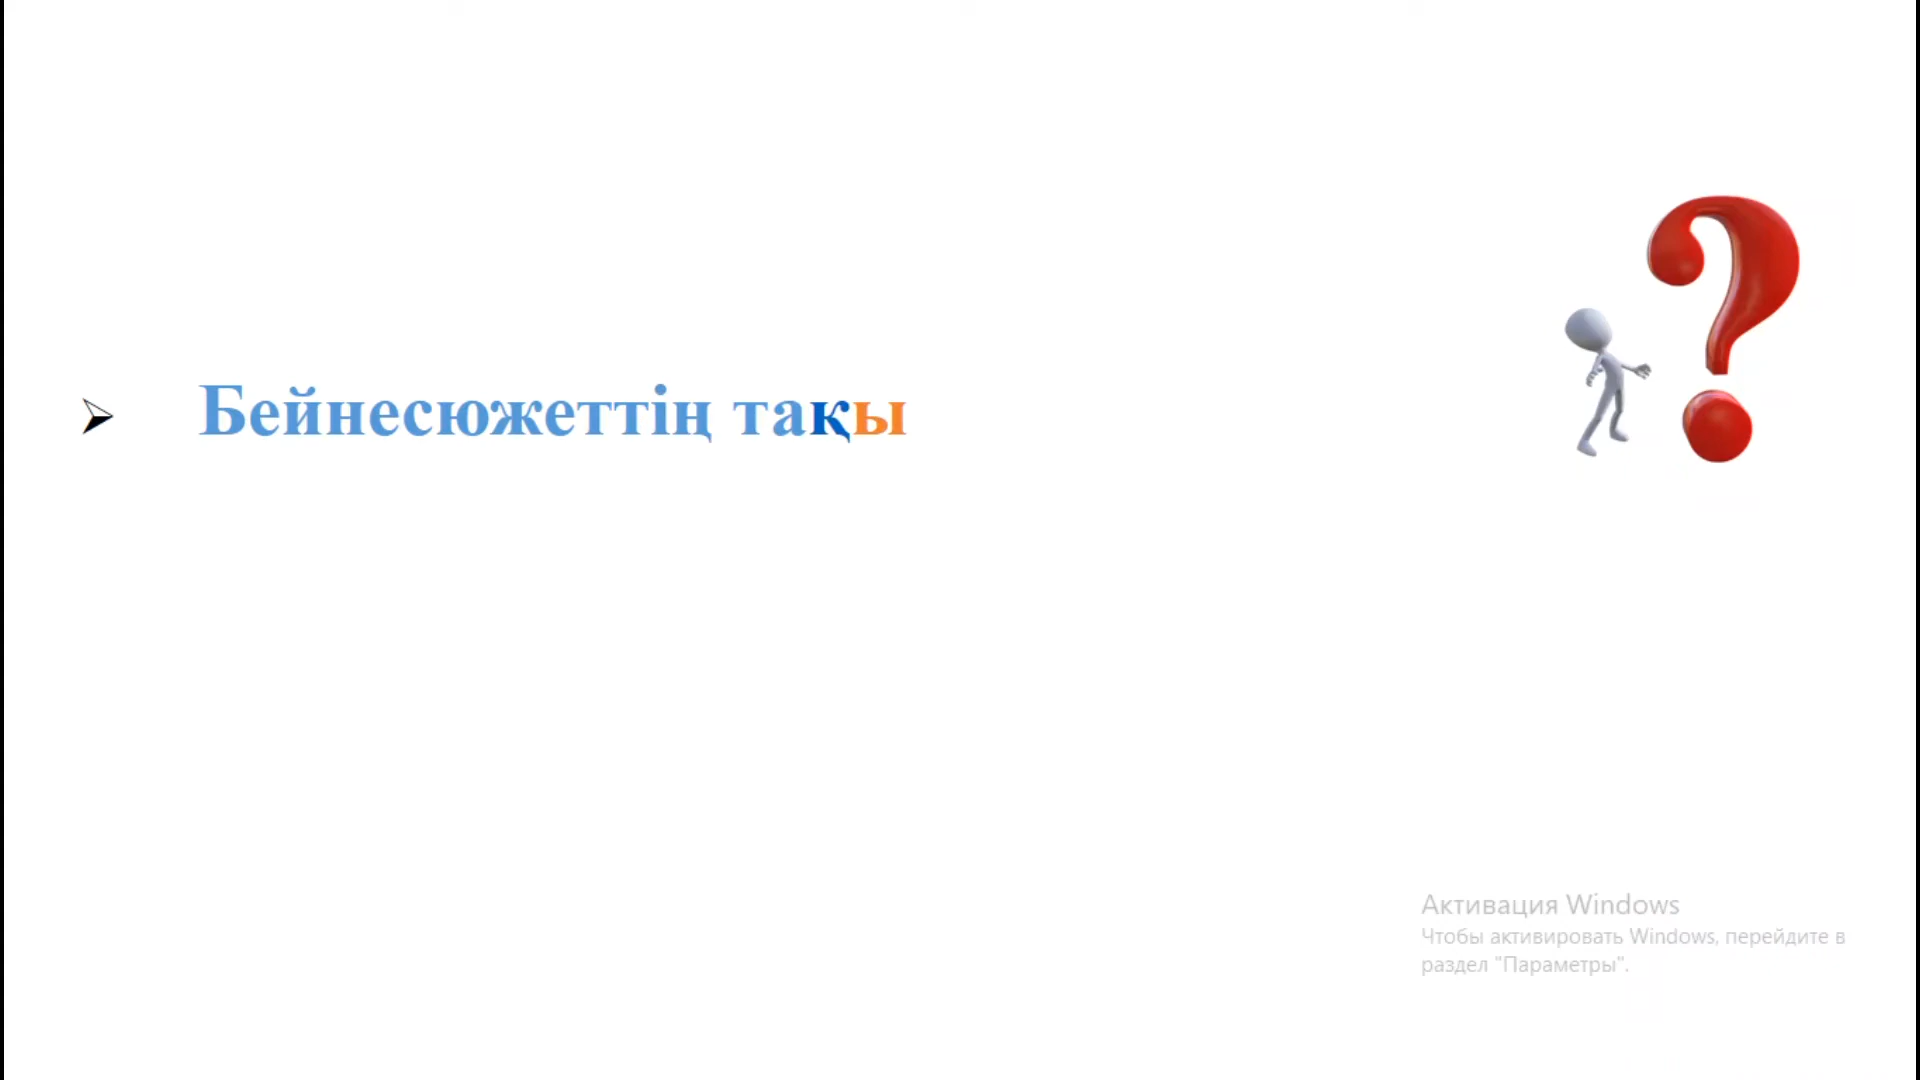 ➢ Бейнесюжеттің тақы
Активация Windows
Чтобы активировать Windows, перейдите в
раздел "Параметры".